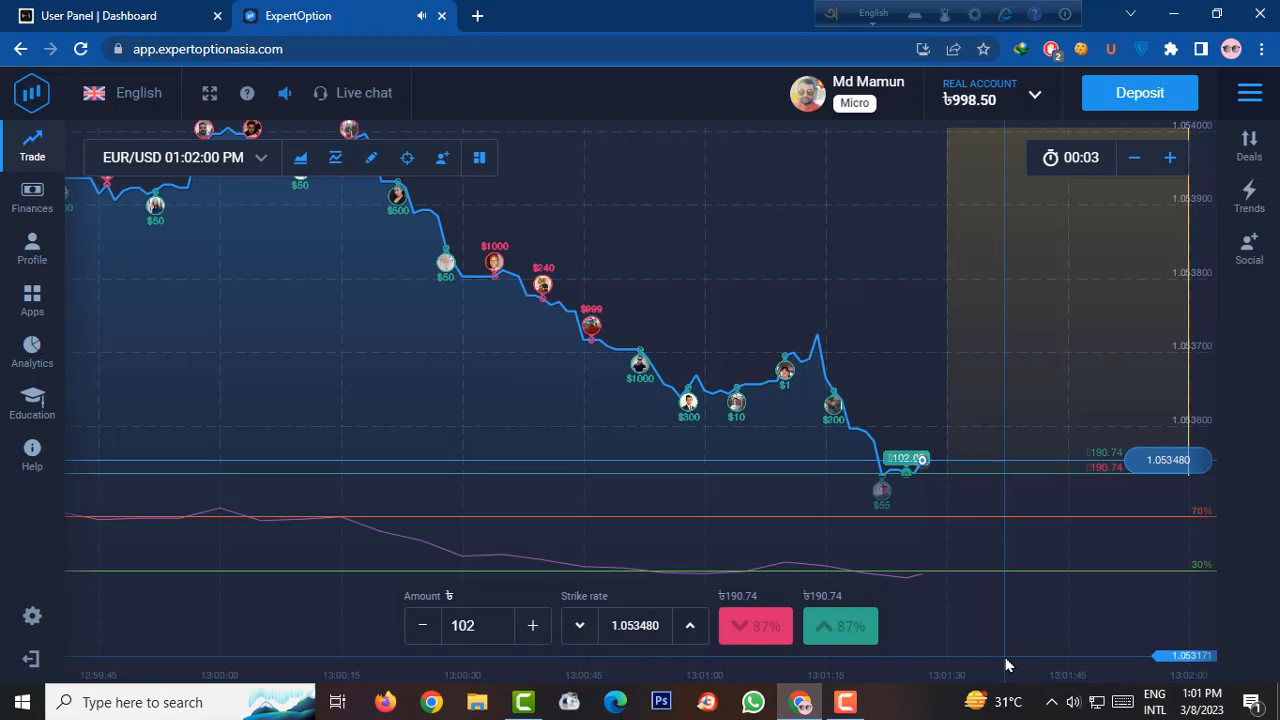 User Panel | Dashboard
ExpertOption
English
app.expertoptionasia.com
2
English
Live chat
Md Mamun
Micro
REAL ACCOUNT
৳998.50
Deposit
Trade
Finances
Profile
Apps
Analytics
Education
Help
EUR/USD 01:02:00 PM
00:03
Deals
Trends
Social
1.054000
1.053900
1.053800
1.053700
1.053600
$50
$50
$500
$50
$1000
$240
$999
$1000
$300
$10
$1
$200
$55
190.74
190.74
1.053480
70%
30%
Amount ৳
102
Strike rate
1.053480
৳190.74
87%
৳190.74
87%
1.053171
12:59:45
13:00:00
13:00:15
13:00:30
13:00:45
13:01:00
13:01:15
13:01:30
13:01:45
13:02:00
Type here to search
Ps
31°C
ENG
INTL
1:01 PM
3/8/2023
1